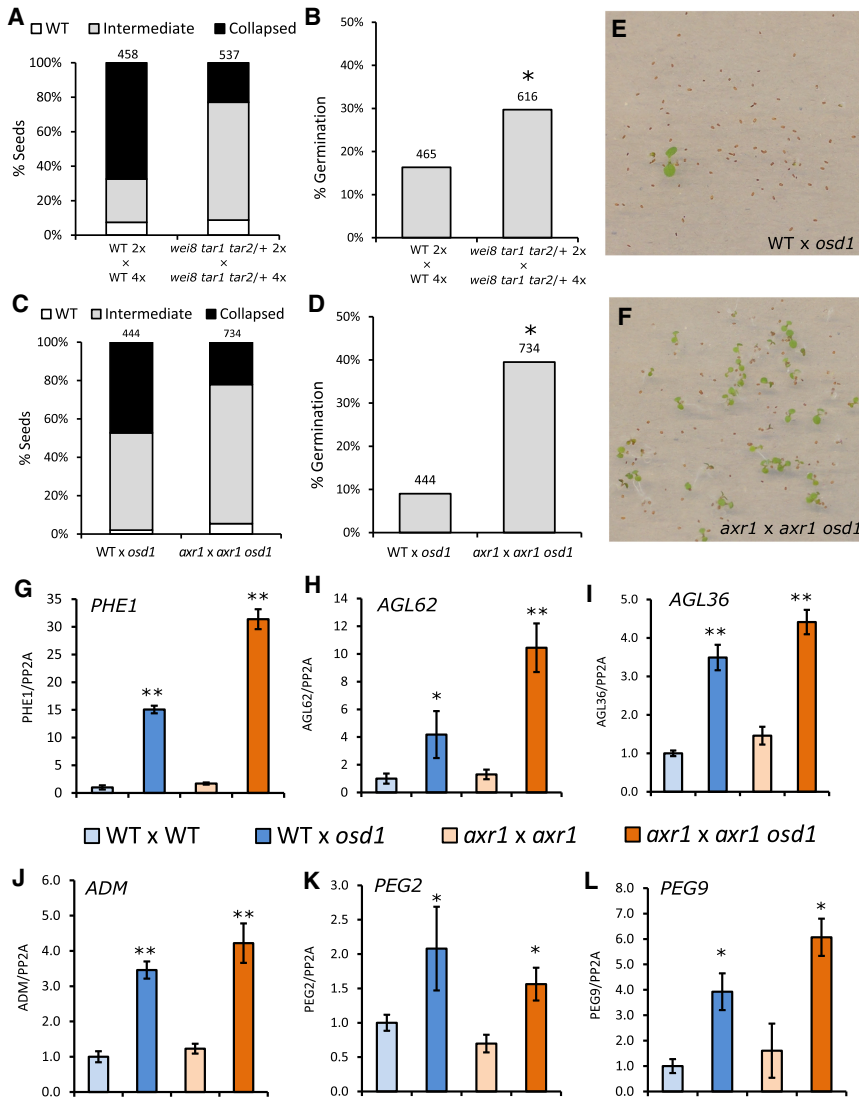 A
WT Intermediate Collapsed
458 537
100%
80%
60%
40%
20%
0%
% Seeds
WT 2x
×
WT 4x
wei8 tar1 tar2/+ 2x
×
wei8 tar1 tar2/+ 4x
B
50%
40%
30%
20%
10%
0%
% Germination
465
*
616
WT 2x
×
WT 4x
wei8 tar1 tar2/+ 2x
×
wei8 tar1 tar2/+ 4x
E
WT x osd1
C
WT Intermediate Collapsed
444 734
100%
80%
60%
40%
20%
0%
% Seeds
WT x osd1 axr1 x axr1 osd1
D
50%
40%
30%
20%
10%
0%
% Germination
444
*
734
WT x osd1 axr1 x axr1 osd1
F
axr1 x axr1 osd1
G
PHE1
35
30
25
20
15
10
5
0
PHE1/PP2A
**
**
H
AGL62
14
12
10
8
6
4
2
0
AGL62/PP2A
*
**
I
AGL36
5.0
4.0
3.0
2.0
1.0
0.0
AGL36/PP2A
**
**
WT x WT WT x osd1 axr1 x axr1 axr1 x axr1 osd1
J
ADM
6.0
5.0
4.0
3.0
2.0
1.0
0.0
ADM/PP2A
**
**
K
PEG2
3.0
2.5
2.0
1.5
1.0
0.5
0.0
PEG2/PP2A
*
*
L
PEG9
8.0
7.0
6.0
5.0
4.0
3.0
2.0
1.0
0.0
PEG9/PP2A
*
*